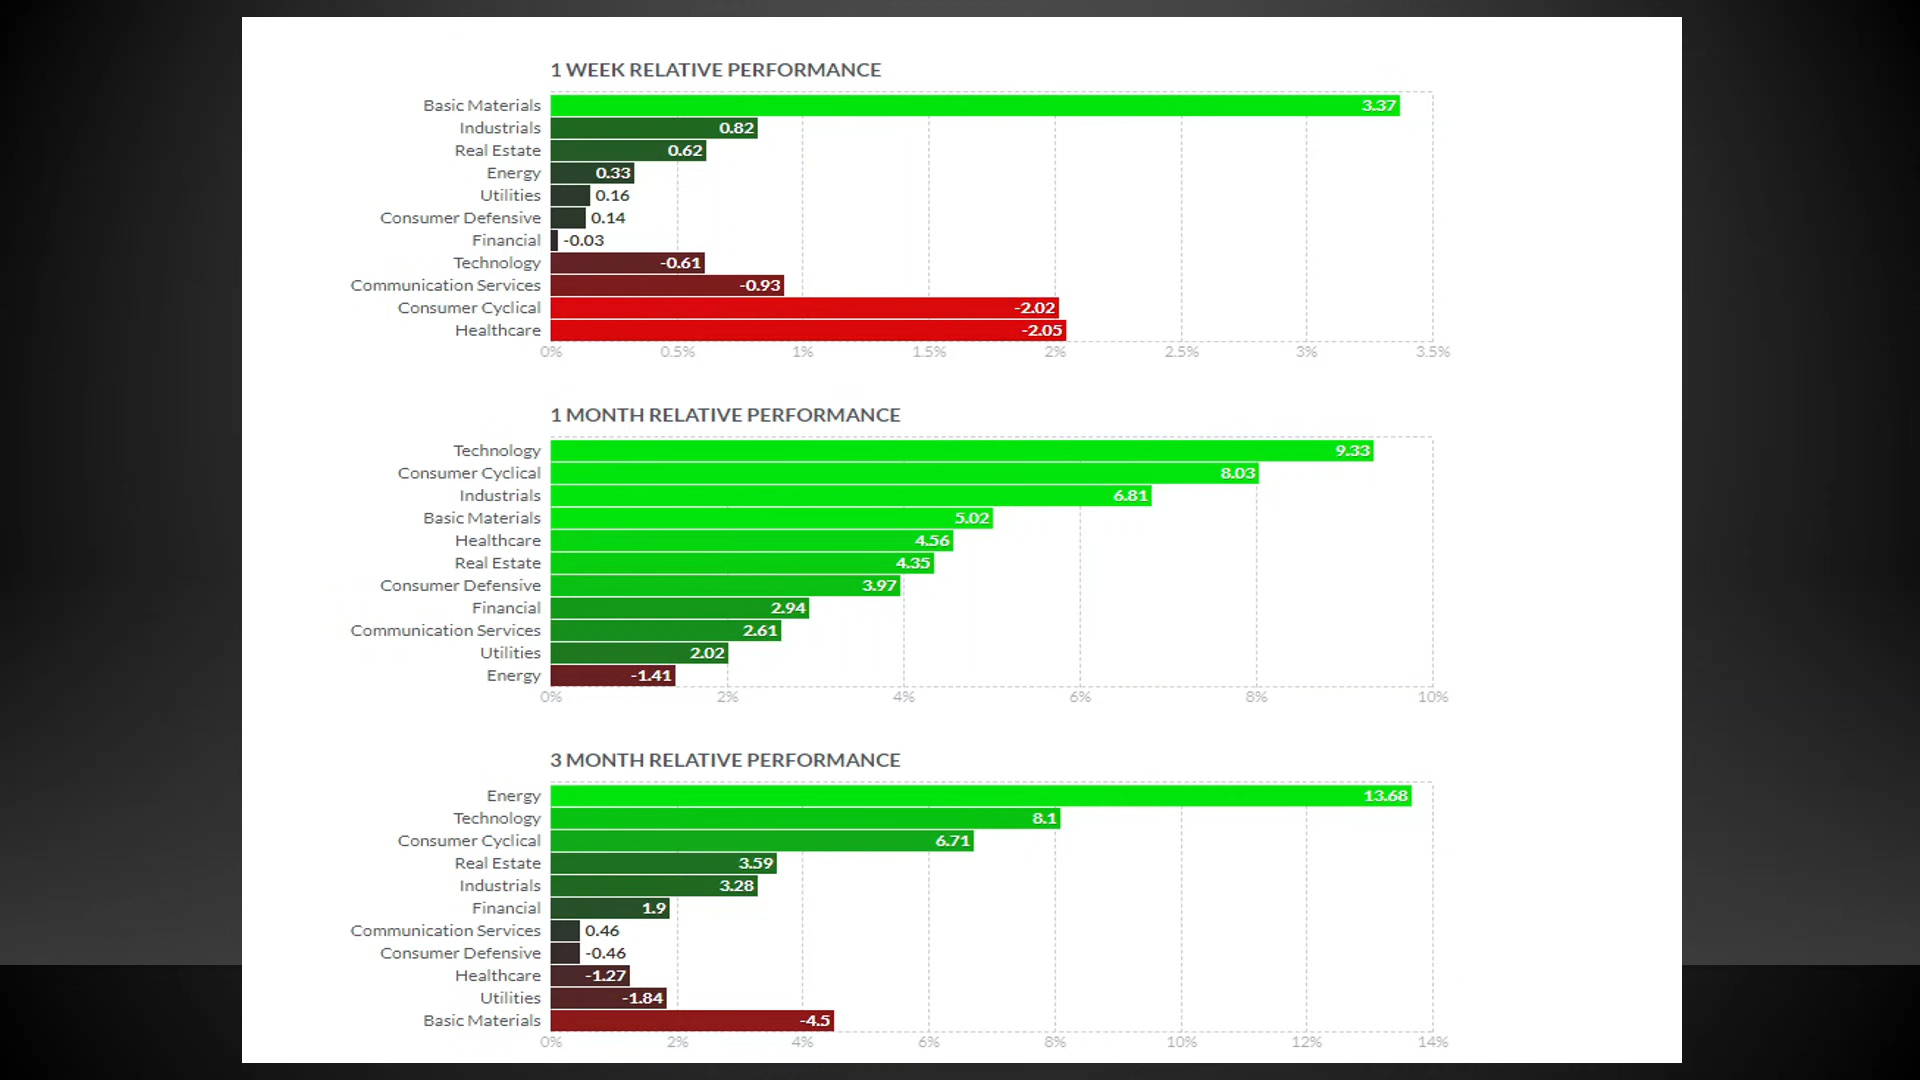 1 WEEK RELATIVE PERFORMANCE
Basic Materials 3.37
Industrials 0.82
Real Estate 0.62
Energy 0.33
Utilities 0.16
Consumer Defensive 0.14
Financial -0.03
Technology -0.61
Communication Services -0.93
Consumer Cyclical -2.02
Healthcare -2.05
0% 0.5% 1% 1.5% 2% 2.5% 3% 3.5%
1 MONTH RELATIVE PERFORMANCE
Technology 9.33
Consumer Cyclical 8.03
Industrials 6.81
Basic Materials 5.02
Healthcare 4.56
Real Estate 4.35
Consumer Defensive 3.97
Financial 2.94
Communication Services 2.61
Utilities 2.02
Energy -1.41
0% 2% 4% 6% 8% 10%
3 MONTH RELATIVE PERFORMANCE
Energy 13.68
Technology 8.1
Consumer Cyclical 6.71
Real Estate 3.59
Industrials 3.28
Financial 1.9
Communication Services 0.46
Consumer Defensive -0.46
Healthcare -1.27
Utilities -1.84
Basic Materials -4.5
0% 2% 4% 6% 8% 10% 12% 14%